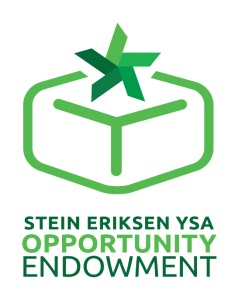 STEIN ERIKSEN YSA
OPPORTUNITY
ENDOWMENT